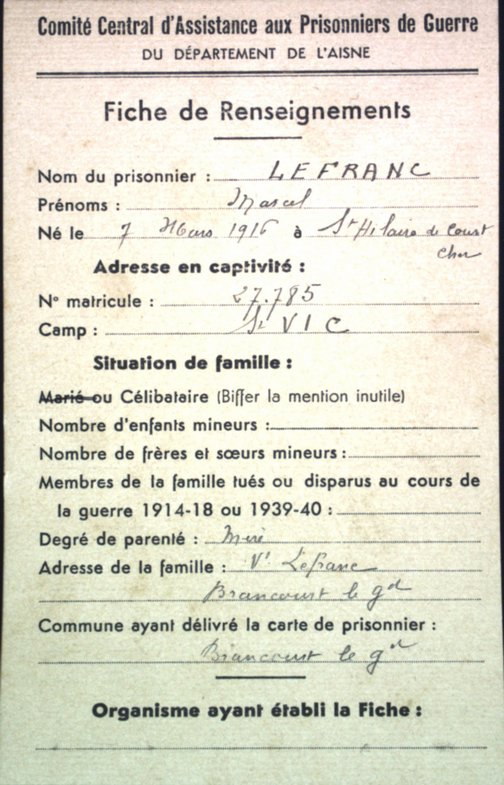 Comité Central d'Assistance aux Prisonniers de Guerre
DU DÉPARTEMENT DE L'AISNE
Fiche de Renseignements
Nom du prisonnier : LEFRANC
Prénoms : Marcel
Né le 7 Mars 1916 à St Hilaire de Court
Cher
Adresse en captivité :
N° matricule : 27.785
Camp : St VI C
Situation de famille :
Marié ou Célibataire (Biffer la mention inutile)
Nombre d'enfants mineurs :
Nombre de frères et sœurs mineurs :
Membres de la famille tués ou disparus au cours de
la guerre 1914-18 ou 1939-40 :
Degré de parenté : Mère
Adresse de la famille : Ve Lefranc
Brancourt le gd
Commune ayant délivré la carte de prisonnier :
Brancourt le gd
Organisme ayant établi la Fiche :